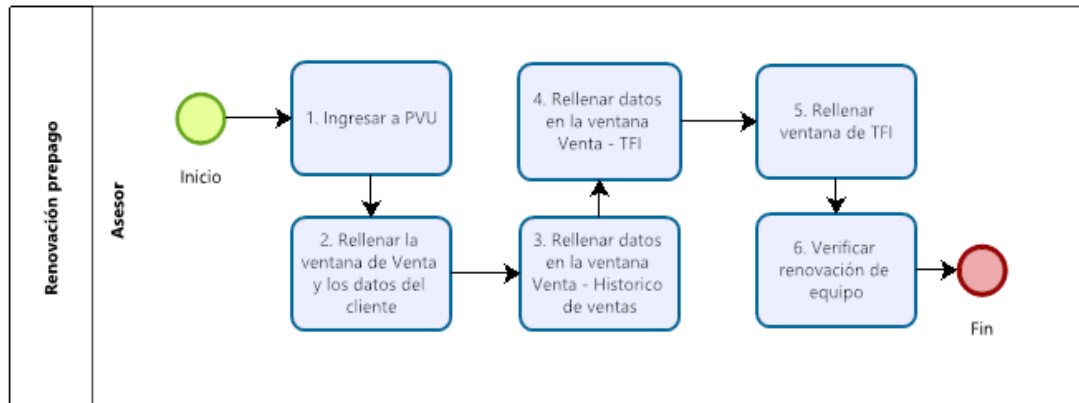 Renovación prepago
Asesor
Inicio
1. Ingresar a PVU
2. Rellenar la
ventana de Venta
y los datos del
cliente
3. Rellenar datos
en la ventana
Venta - Historico
de ventas
4. Rellenar datos
en la ventana
Venta - TFI
5. Rellenar
ventana de TFI
6. Verificar
renovación de
equipo
Fin